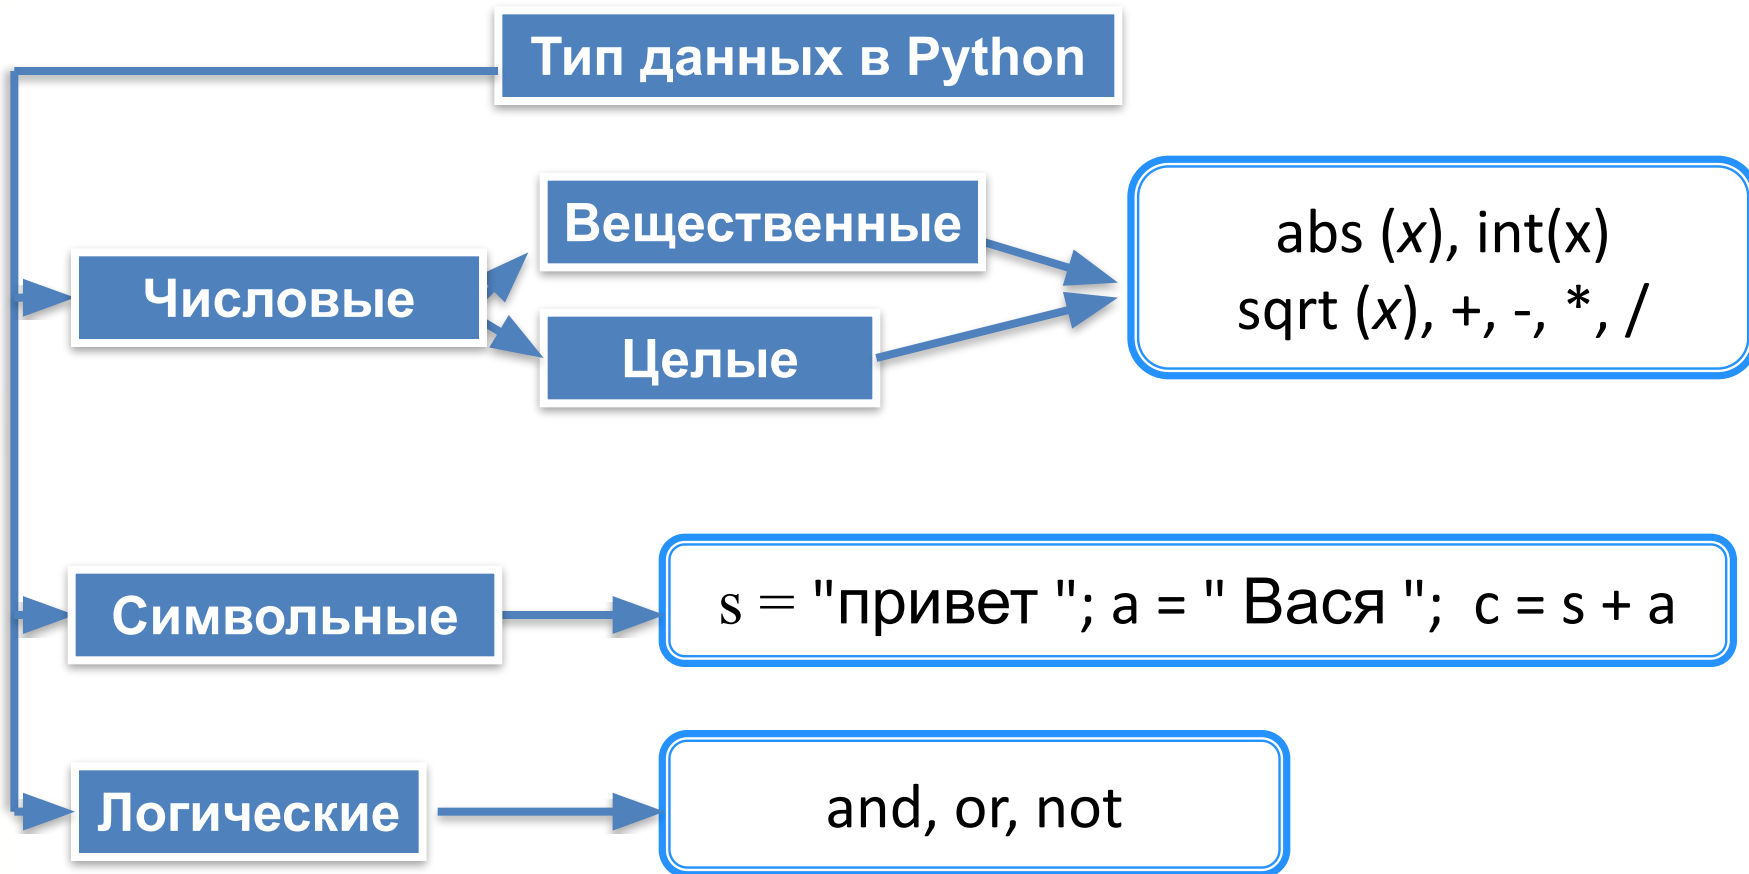 Тип данных в Python
Вещественные
abs (x), int(x)
sqrt (x), +, -, *, /
Числовые
Целые
Символьные
s = "привет "; a = " Вася ";  c = s + a
Логические
and, or, not